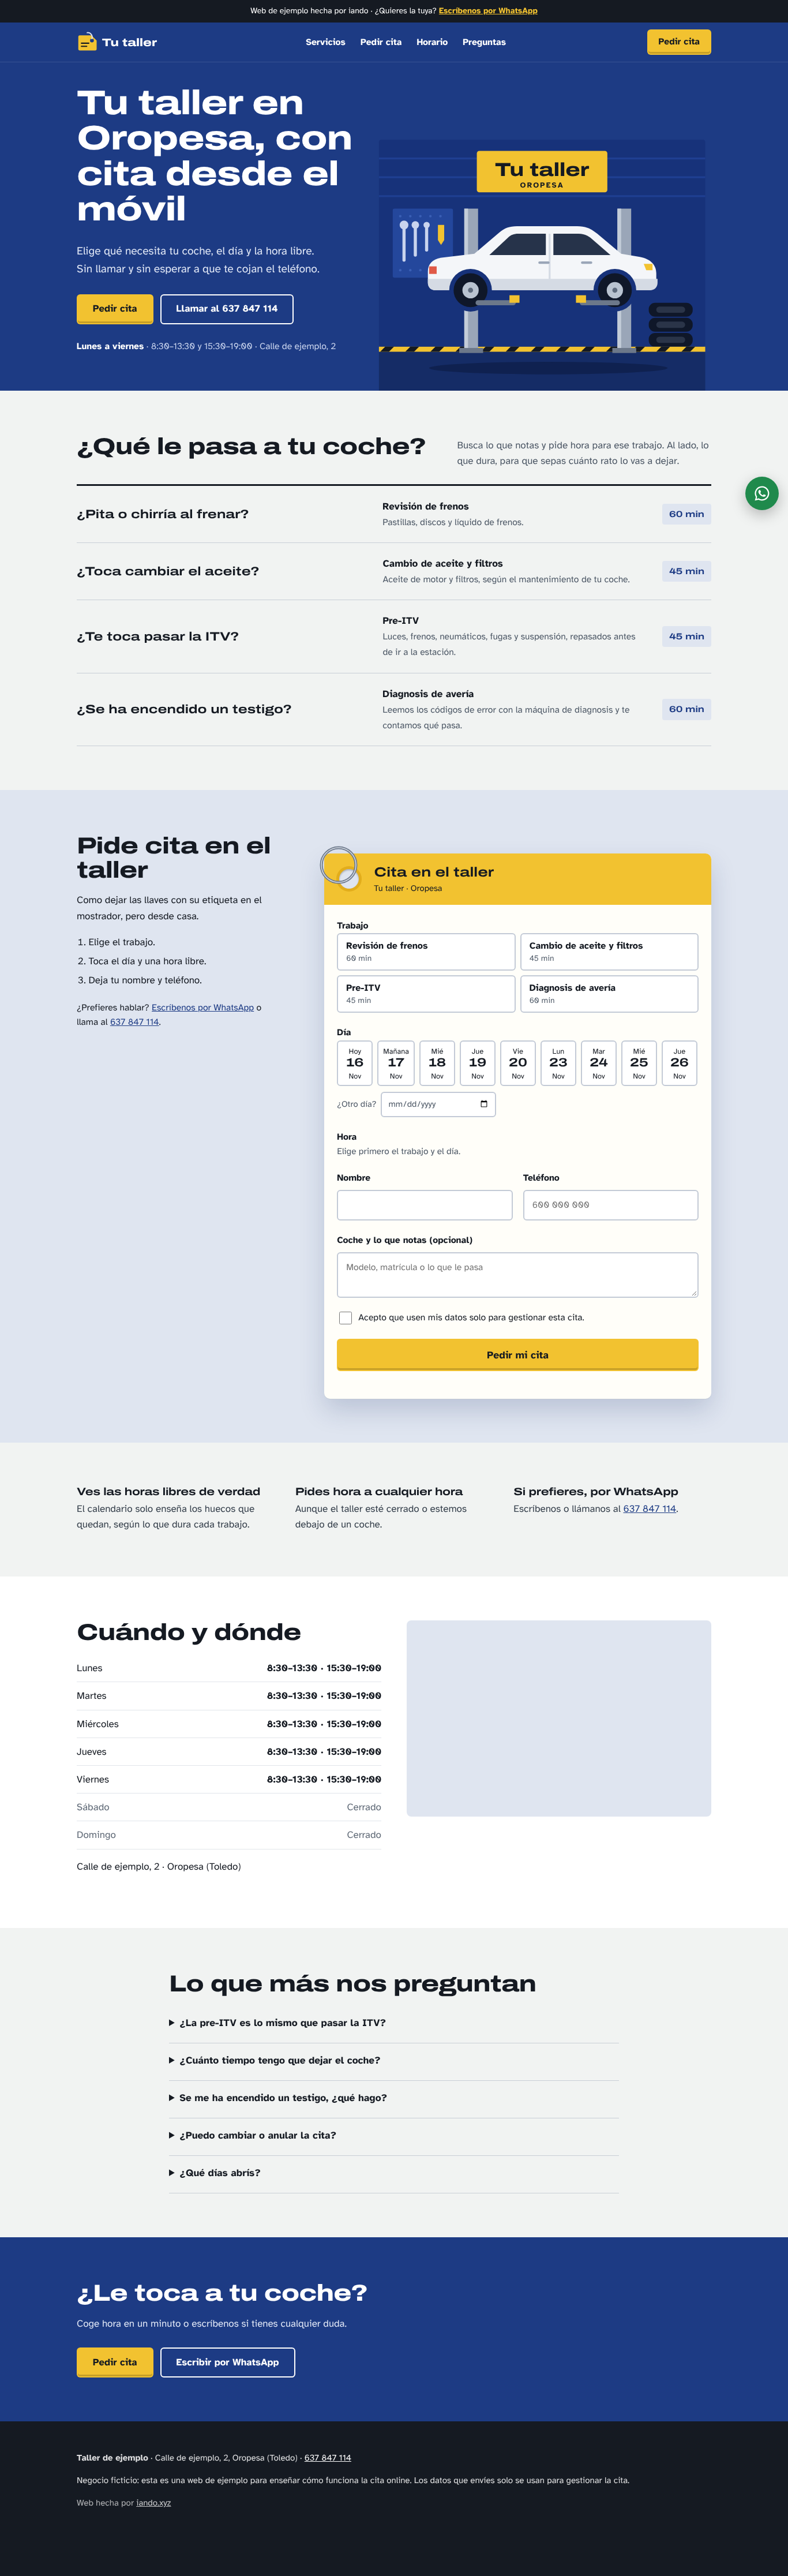 Web de ejemplo hecha por iando · ¿Quieres la tuya? Escríbenos por WhatsApp
Tu taller
Servicios
Pedir cita
Horario
Preguntas
Pedir cita
Tu taller en
Oropesa, con
cita desde el
móvil
Elige qué necesita tu coche, el día y la hora libre.
Sin llamar y sin esperar a que te cojan el teléfono.
Pedir cita
Llamar al 637 847 114
Lunes a viernes · 8:30–13:30 y 15:30–19:00 · Calle de ejemplo, 2
Tu taller
OROPESA
¿Qué le pasa a tu coche?
Busca lo que notas y pide hora para ese trabajo. Al lado, lo
que dura, para que sepas cuánto rato lo vas a dejar.
¿Pita o chirría al frenar?
Revisión de frenos
Pastillas, discos y líquido de frenos.
60 min
¿Toca cambiar el aceite?
Cambio de aceite y filtros
Aceite de motor y filtros, según el mantenimiento de tu coche.
45 min
¿Te toca pasar la ITV?
Pre-ITV
Luces, frenos, neumáticos, fugas y suspensión, repasados antes
de ir a la estación.
45 min
¿Se ha encendido un testigo?
Diagnosis de avería
Leemos los códigos de error con la máquina de diagnosis y te
contamos qué pasa.
60 min
Pide cita en el
taller
Como dejar las llaves con su etiqueta en el
mostrador, pero desde casa.
1. Elige el trabajo.
2. Toca el día y una hora libre.
3. Deja tu nombre y teléfono.
¿Prefieres hablar? Escríbenos por WhatsApp o
llama al 637 847 114.
Cita en el taller
Tu taller · Oropesa
Trabajo
Revisión de frenos
60 min
Cambio de aceite y filtros
45 min
Pre-ITV
45 min
Diagnosis de avería
60 min
Día
Hoy
16
Nov
Mañana
17
Nov
Mié
18
Nov
Jue
19
Nov
Vie
20
Nov
Lun
23
Nov
Mar
24
Nov
Mié
25
Nov
Jue
26
Nov
¿Otro día?
mm/dd/yyyy
Hora
Elige primero el trabajo y el día.
Nombre
Teléfono
600 000 000
Coche y lo que notas (opcional)
Modelo, matrícula o lo que le pasa
Acepto que usen mis datos solo para gestionar esta cita.
Pedir mi cita
Ves las horas libres de verdad
El calendario solo enseña los huecos que
quedan, según lo que dura cada trabajo.
Pides hora a cualquier hora
Aunque el taller esté cerrado o estemos
debajo de un coche.
Si prefieres, por WhatsApp
Escríbenos o llámanos al 637 847 114.
Cuándo y dónde
Lunes 8:30–13:30 · 15:30–19:00
Martes 8:30–13:30 · 15:30–19:00
Miércoles 8:30–13:30 · 15:30–19:00
Jueves 8:30–13:30 · 15:30–19:00
Viernes 8:30–13:30 · 15:30–19:00
Sábado Cerrado
Domingo Cerrado
Calle de ejemplo, 2 · Oropesa (Toledo)
Lo que más nos preguntan
¿La pre-ITV es lo mismo que pasar la ITV?
¿Cuánto tiempo tengo que dejar el coche?
Se me ha encendido un testigo, ¿qué hago?
¿Puedo cambiar o anular la cita?
¿Qué días abrís?
¿Le toca a tu coche?
Coge hora en un minuto o escríbenos si tienes cualquier duda.
Pedir cita
Escribir por WhatsApp
Taller de ejemplo · Calle de ejemplo, 2, Oropesa (Toledo) · 637 847 114
Negocio ficticio: esta es una web de ejemplo para enseñar cómo funciona la cita online. Los datos que envíes solo se usan para gestionar la cita.
Web hecha por iando.xyz